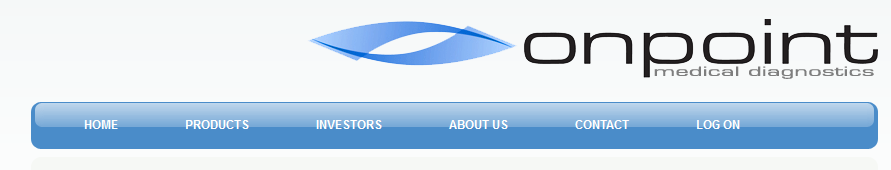 onpoint
medical diagnostics
HOME PRODUCTS INVESTORS ABOUT US CONTACT LOG ON